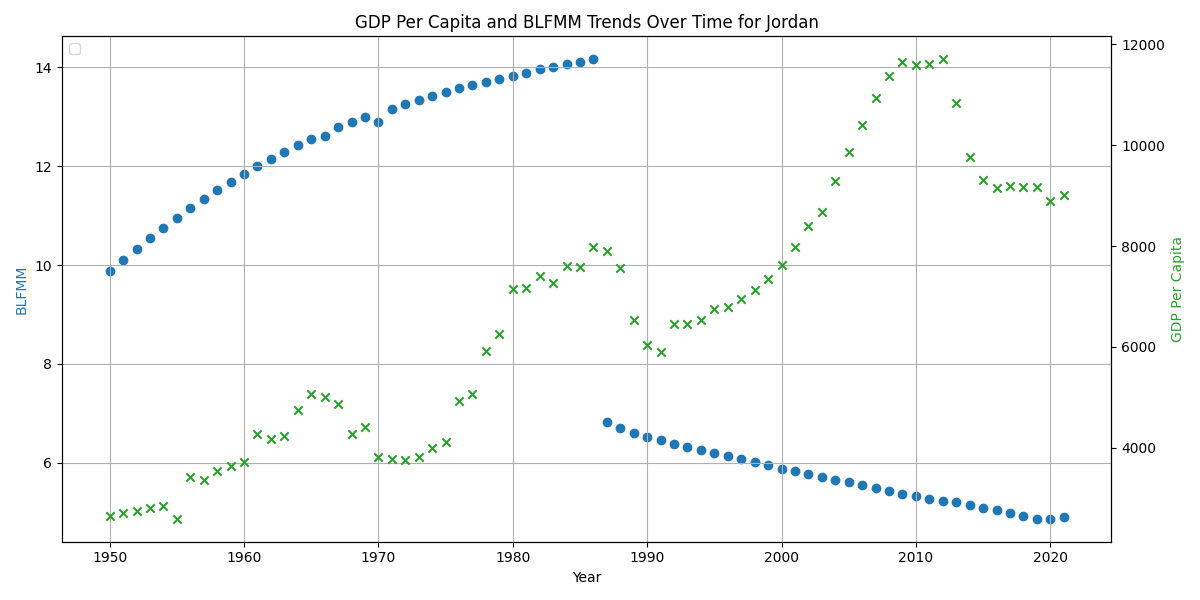 GDP Per Capita and BLFMM Trends Over Time for Jordan
14
12
10
8
6
BLFMM
12000
10000
8000
6000
4000
GDP Per Capita
1950 1960 1970 1980 1990 2000 2010 2020
Year